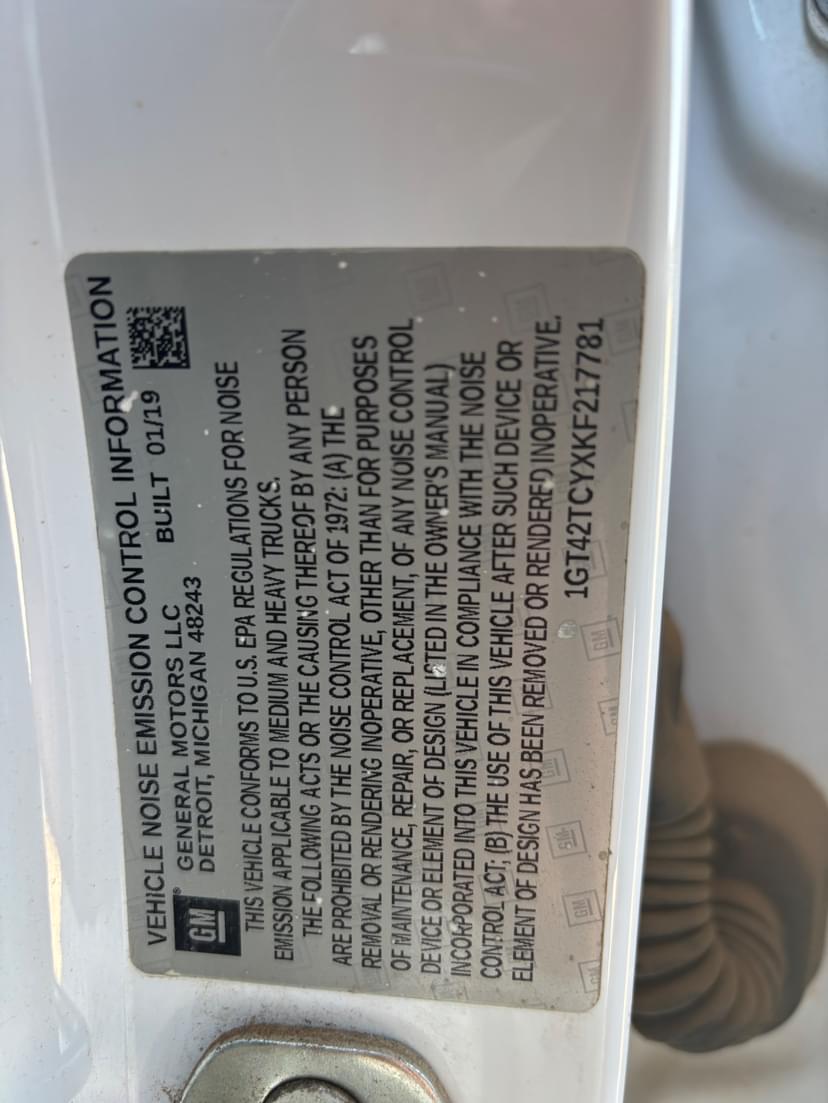 VEHICLE NOISE EMISSION CONTROL INFORMATION
GM®
GENERAL MOTORS LLC
DETROIT, MICHIGAN 48243
BUILT 01/19
THIS VEHICLE CONFORMS TO U.S. EPA REGULATIONS FOR NOISE
EMISSION APPLICABLE TO MEDIUM AND HEAVY TRUCKS.
THE FOLLOWING ACTS OR THE CAUSING THEREOF BY ANY PERSON
ARE PROHIBITED BY THE NOISE CONTROL ACT OF 1972: (A) THE
REMOVAL OR RENDERING INOPERATIVE, OTHER THAN FOR PURPOSES
OF MAINTENANCE, REPAIR, OR REPLACEMENT, OF ANY NOISE CONTROL
DEVICE OR ELEMENT OF DESIGN (LISTED IN THE OWNER'S MANUAL)
INCORPORATED INTO THIS VEHICLE IN COMPLIANCE WITH THE NOISE
CONTROL ACT; (B) THE USE OF THIS VEHICLE AFTER SUCH DEVICE OR
ELEMENT OF DESIGN HAS BEEN REMOVED OR RENDERED INOPERATIVE.
1GT42TCYXKF217781